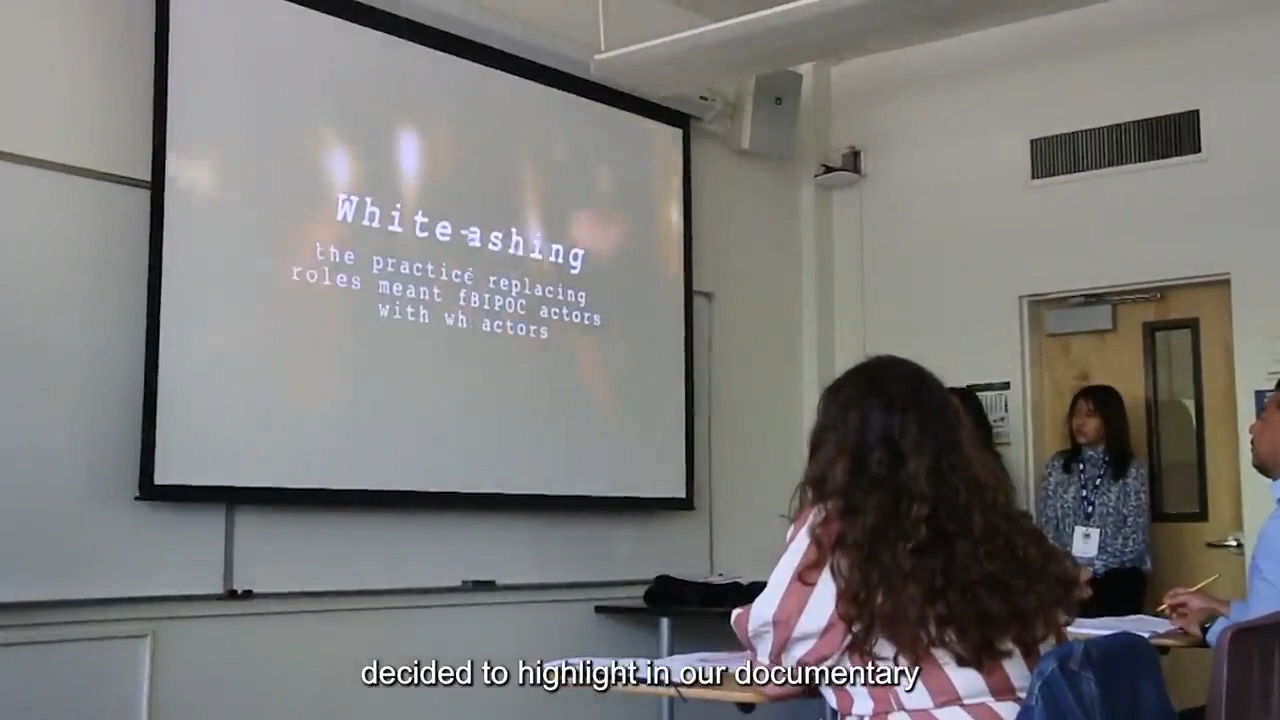 White-ashing
the practice replacing
roles meant fBIPOC actors
with wh actors
decided to highlight in our documentary